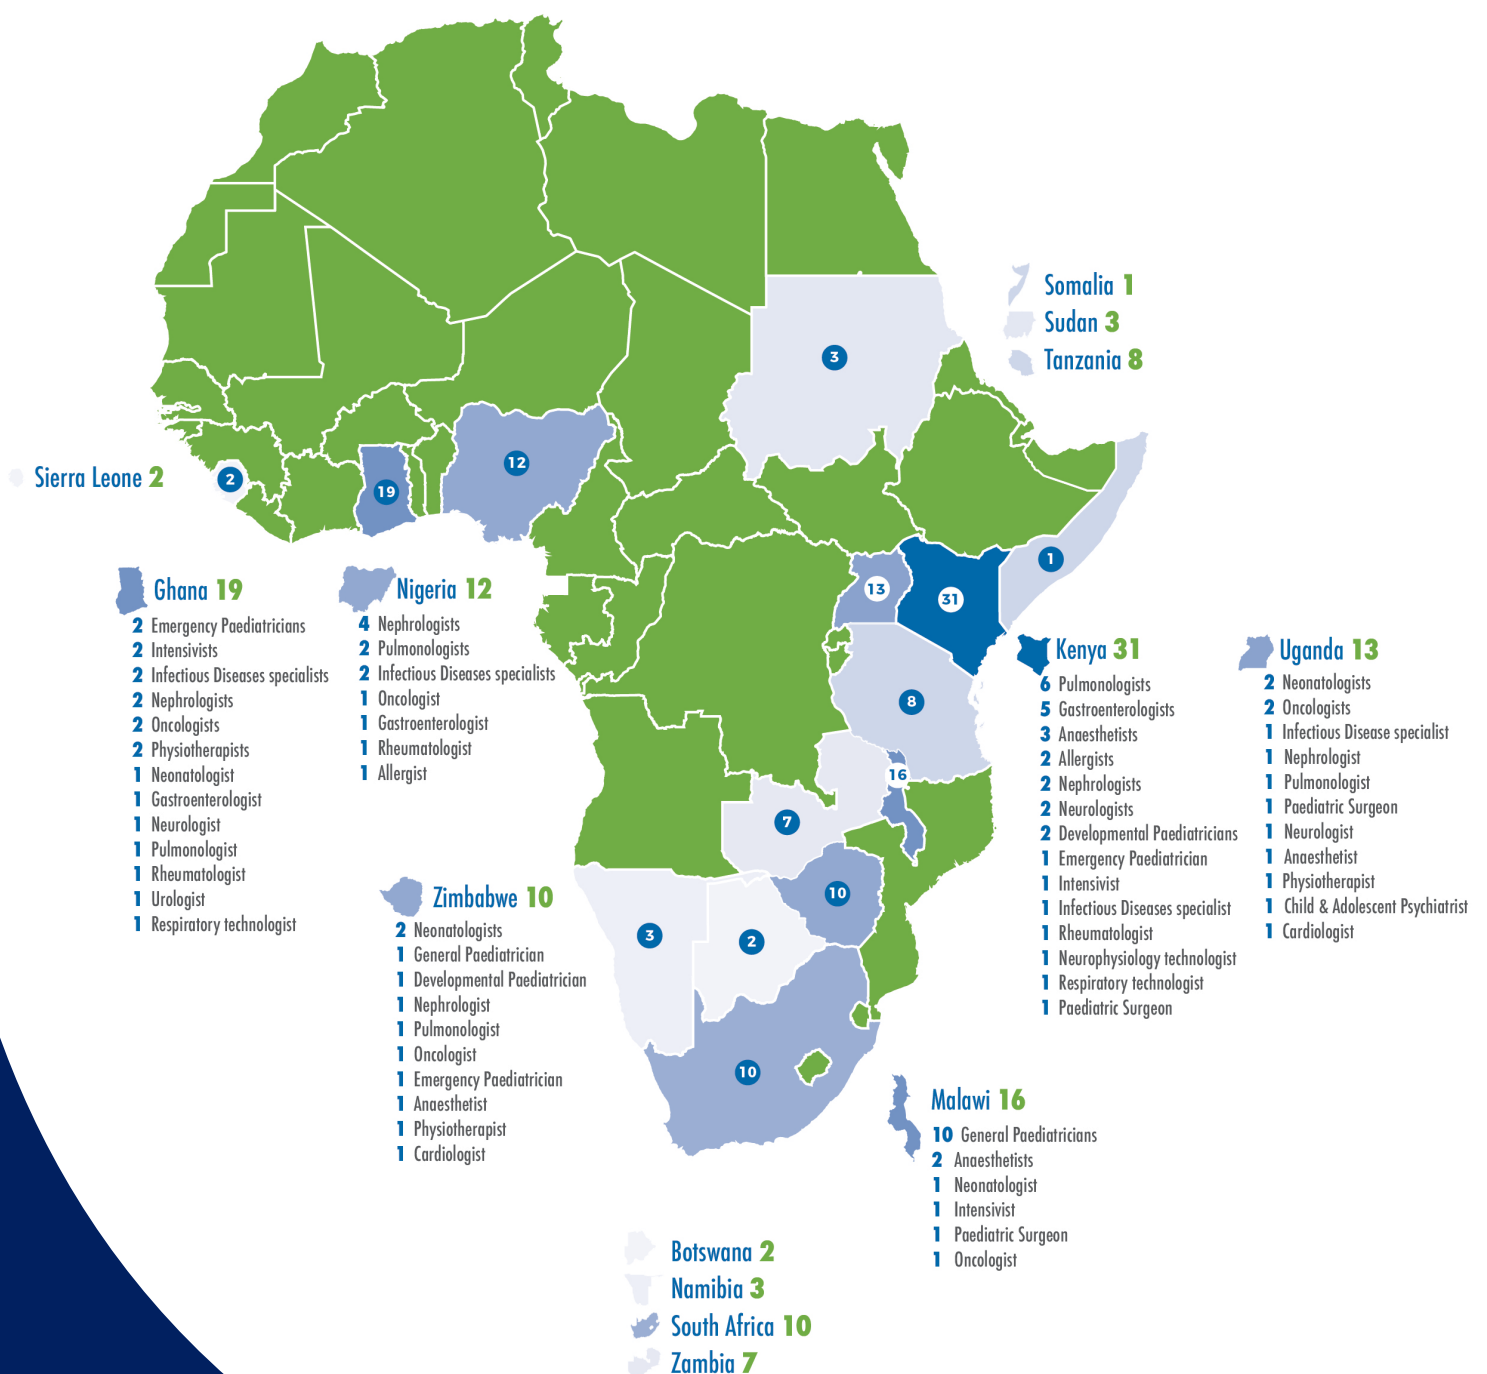 3
Somalia 1
Sudan 3
Tanzania 8
12
Sierra Leone 2
2
19
1
13
31
Ghana 19
2 Emergency Paediatricians
2 Intensivists
2 Infectious Diseases specialists
2 Nephrologists
2 Oncologists
2 Physiotherapists
1 Neonatologist
1 Gastroenterologist
1 Neurologist
1 Pulmonologist
1 Rheumatologist
1 Urologist
1 Respiratory technologist
Nigeria 12
4 Nephrologists
2 Pulmonologists
2 Infectious Diseases specialists
1 Oncologist
1 Gastroenterologist
1 Rheumatologist
1 Allergist
Kenya 31
6 Pulmonologists
5 Gastroenterologists
3 Anaesthetists
2 Allergists
2 Nephrologists
2 Neurologists
2 Developmental Paediatricians
1 Emergency Paediatrician
1 Intensivist
1 Infectious Diseases specialist
1 Rheumatologist
1 Neurophysiology technologist
1 Respiratory technologist
1 Paediatric Surgeon
Uganda 13
2 Neonatologists
2 Oncologists
1 Infectious Disease specialist
1 Nephrologist
1 Pulmonologist
1 Paediatric Surgeon
1 Neurologist
1 Anaesthetist
1 Physiotherapist
1 Child & Adolescent Psychiatrist
1 Cardiologist
8
16
7
10
3
2
10
Zimbabwe 10
2 Neonatologists
1 General Paediatrician
1 Developmental Paediatrician
1 Nephrologist
1 Pulmonologist
1 Oncologist
1 Emergency Paediatrician
1 Anaesthetist
1 Physiotherapist
1 Cardiologist
Malawi 16
10 General Paediatricians
2 Anaesthetists
1 Neonatologist
1 Intensivist
1 Paediatric Surgeon
1 Oncologist
Botswana 2
Namibia 3
South Africa 10
Zambia 7